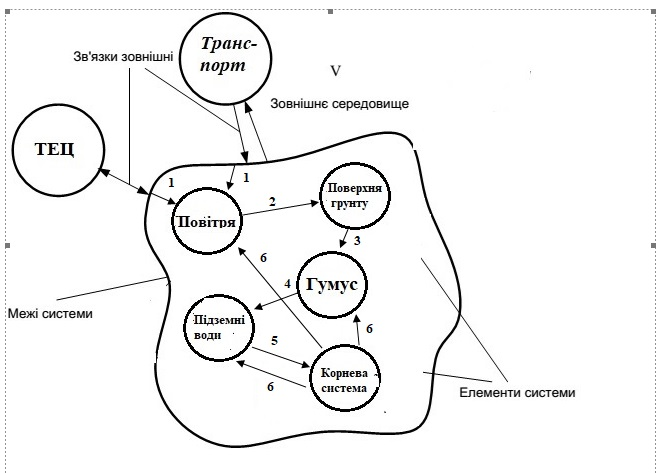 Транс-
порт
Зв'язки зовнішні
V
Зовнішнє середовище
ТЕЦ
1
1
Поверхня
грунту
2
Повітря
3
6
4
Гумус
Межі системи
Підземні
води
6
5
Корнева
система
6
Елементи системи